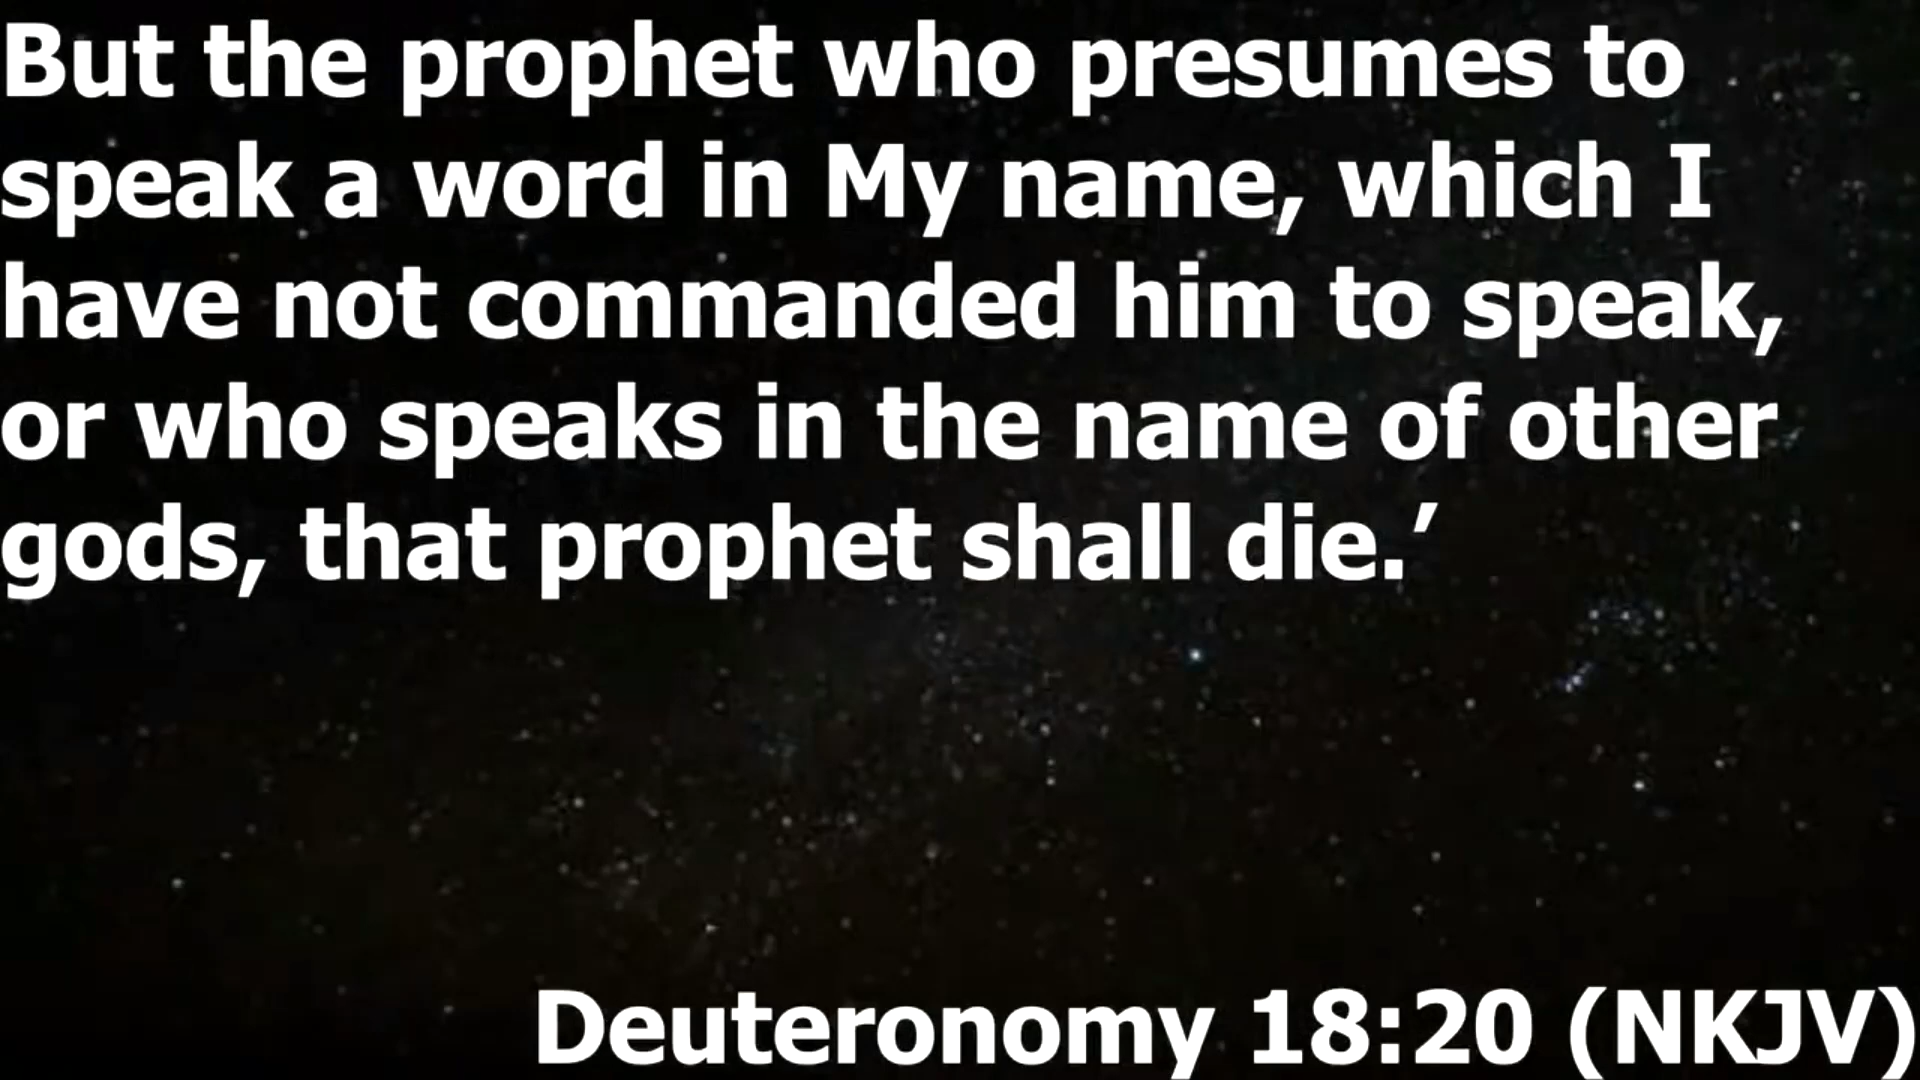 But the prophet who presumes to
speak a word in My name, which I
have not commanded him to speak,
or who speaks in the name of other
gods, that prophet shall die.’
Deuteronomy 18:20 (NKJV)